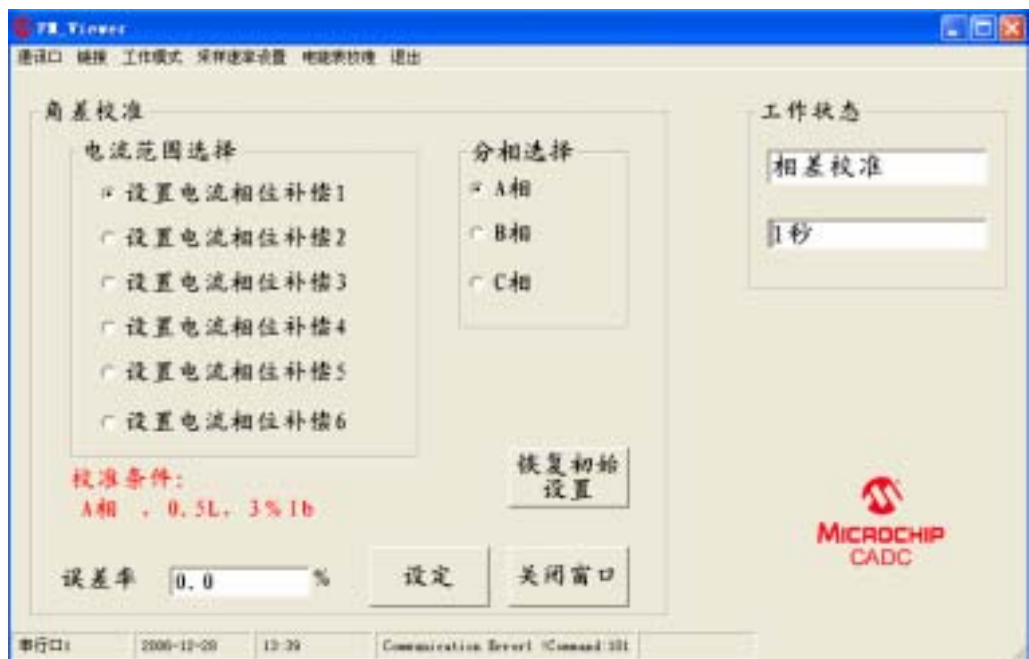 PM_Viewer
通讯口 链接 工作模式 采样速率设置 电能表校准 退出
角差校准
电流范围选择
设置电流相位补偿1
设置电流相位补偿2
设置电流相位补偿3
设置电流相位补偿4
设置电流相位补偿5
设置电流相位补偿6
分相选择
A相
B相
C相
工作状态
相差校准
1秒
校准条件:
A相 , 0.5L, 3%Ib
恢复初始
设置
误差率 0.0 %
设定
关闭窗口
MICROCHIP
CADC
串行口1 2006-12-28 13:39 Communication Error!